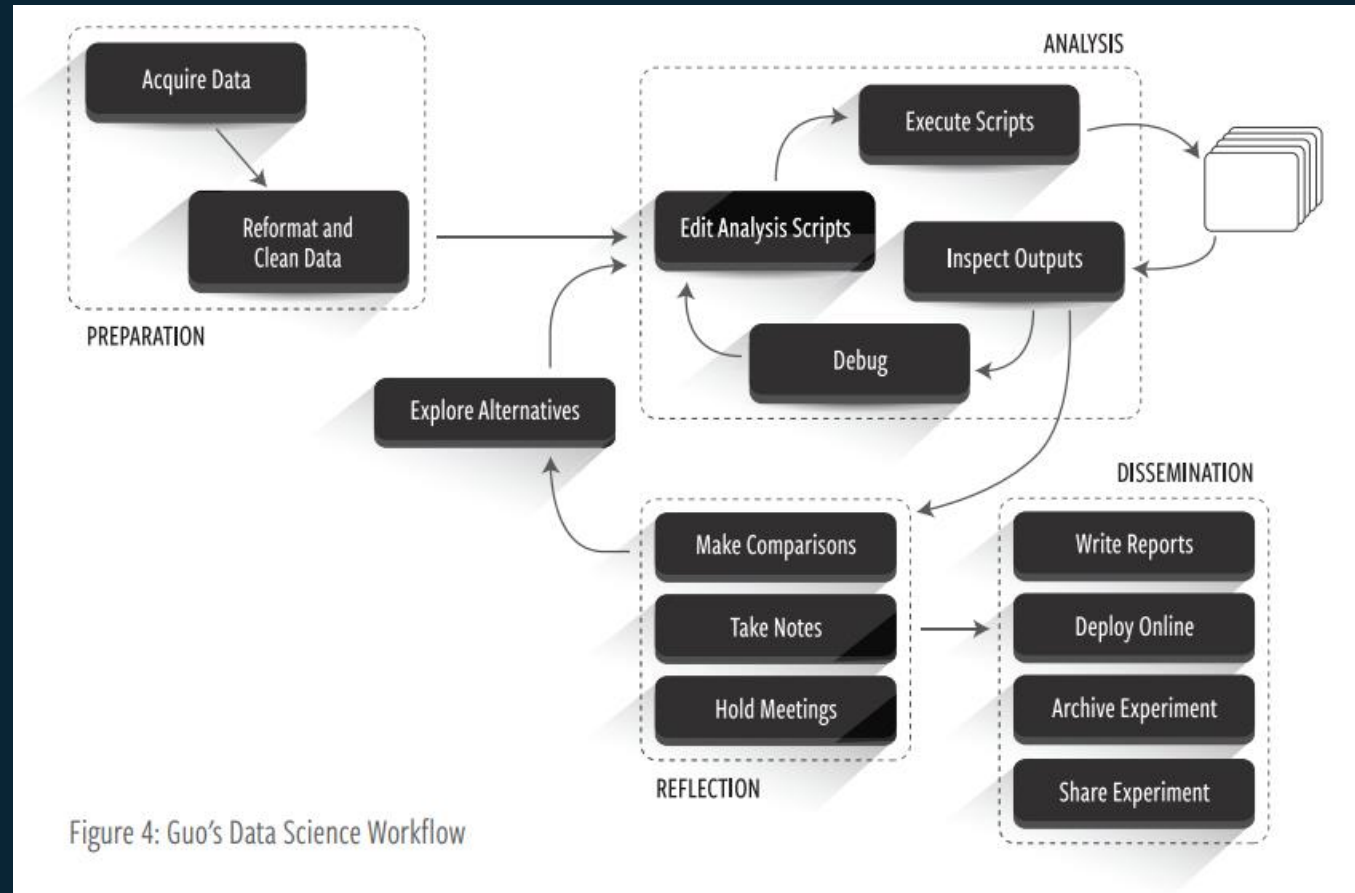 Acquire Data
Reformat and
Clean Data
PREPARATION
ANALYSIS
Execute Scripts
Edit Analysis Scripts
Inspect Outputs
Debug
Explore Alternatives
Make Comparisons
Take Notes
Hold Meetings
REFLECTION
DISSEMINATION
Write Reports
Deploy Online
Archive Experiment
Share Experiment
Figure 4: Guo's Data Science Workflow